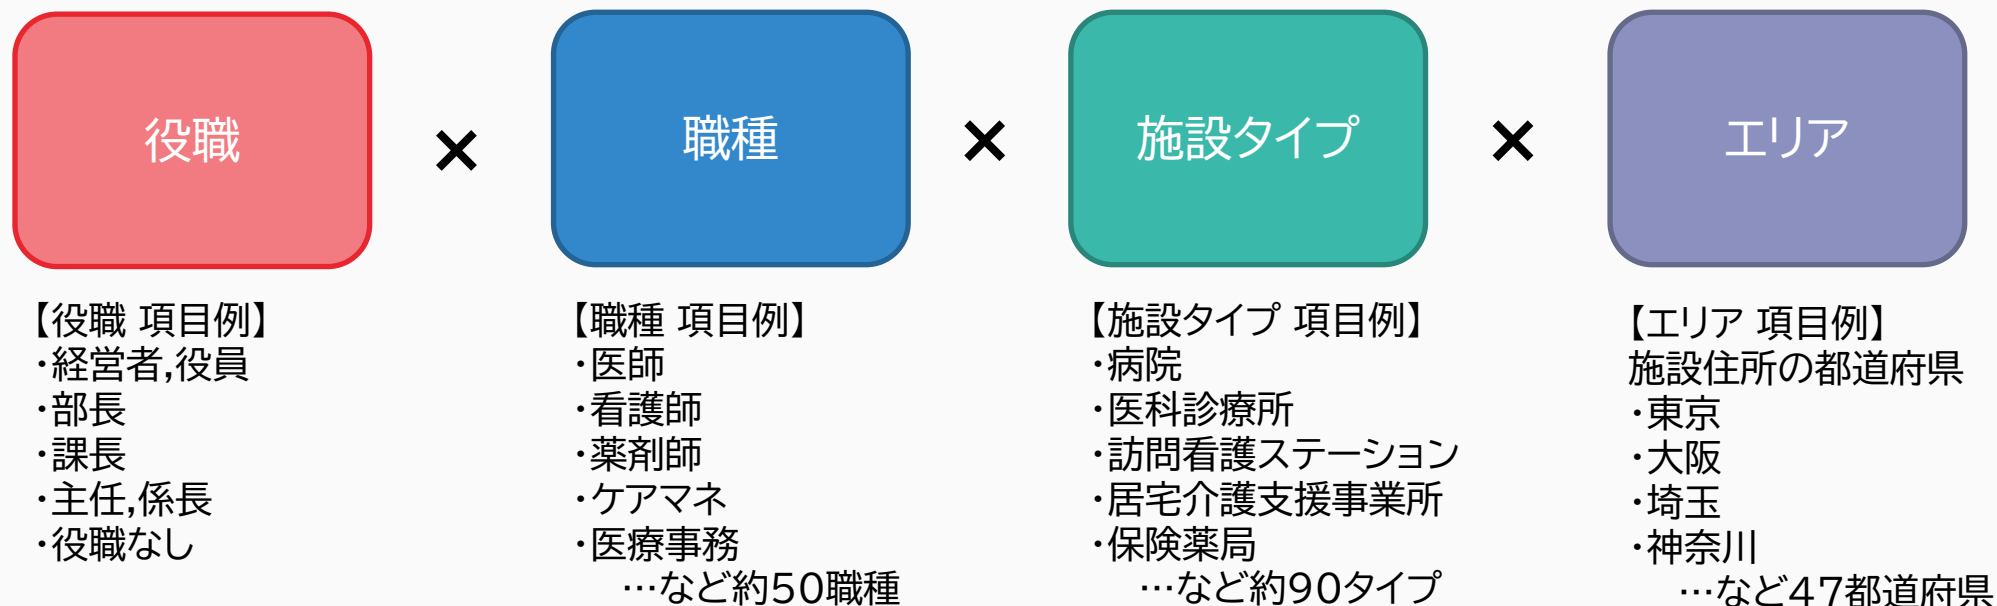 役職
×
職種
×
施設タイプ
×
エリア
【役職 項目例】
・経営者,役員
・部長
・課長
・主任,係長
・役職なし
【職種 項目例】
・医師
・看護師
・薬剤師
・ケアマネ
・医療事務
…など約50職種
【施設タイプ 項目例】
・病院
・医科診療所
・訪問看護ステーション
・居宅介護支援事業所
・保険薬局
…など約90タイプ
【エリア 項目例】
施設住所の都道府県
・東京
・大阪
・埼玉
・神奈川
…など47都道府県